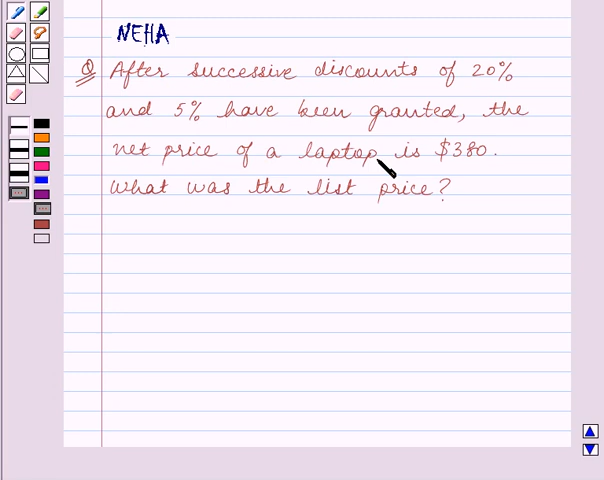 NEHA
Q After successive discounts of 20%
and 5% have been granted, the
net price of a laptop is $380.
What was the list price?